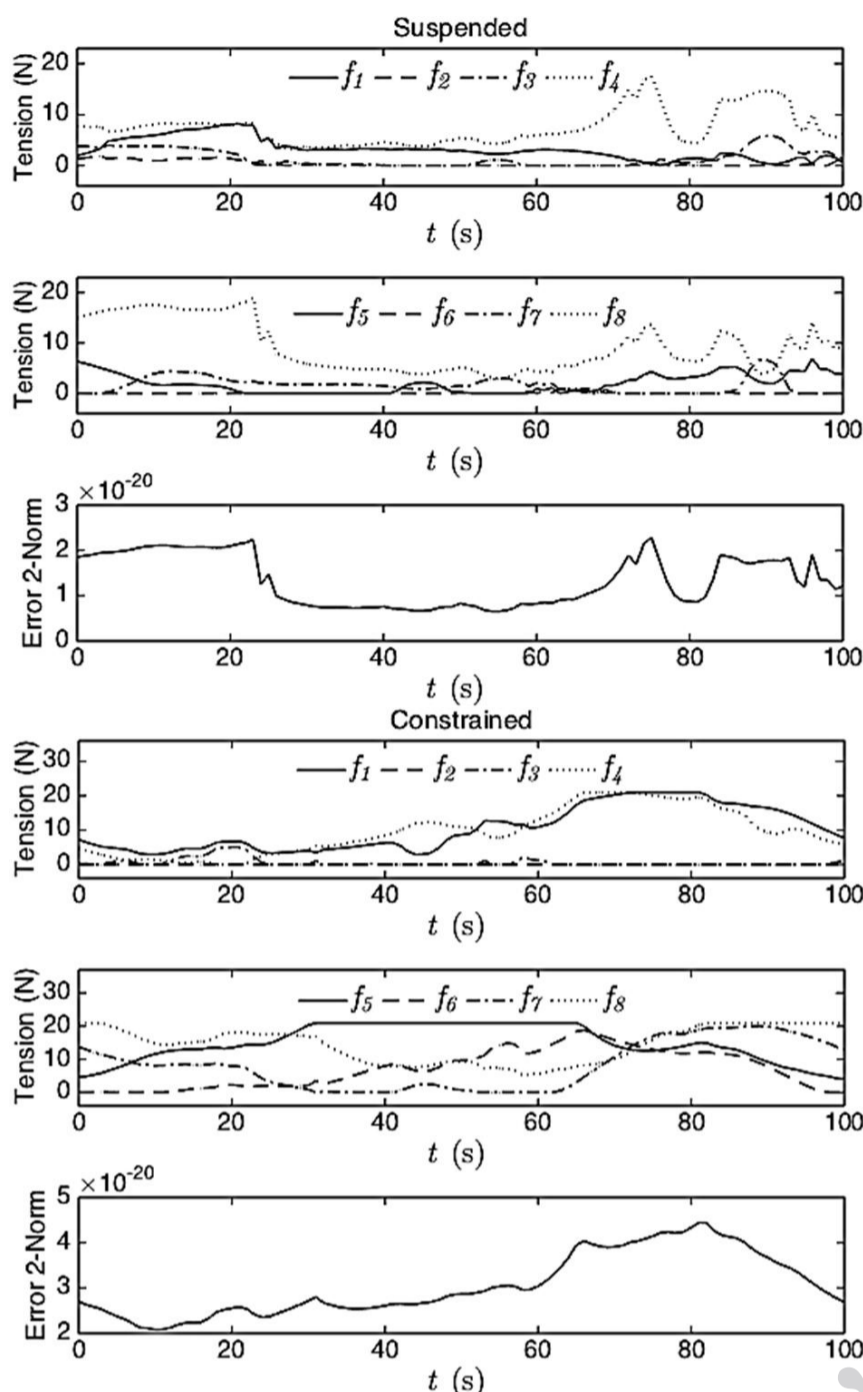 Suspended
Tension (N)
20
10
0
f1 f2 f3 f4
0 20 40 60 80 100
t (s)
Tension (N)
20
10
0
f5 f6 f7 f8
0 20 40 60 80 100
t (s)
×10-20
Error 2-Norm
3
2
1
0
0 20 40 60 80 100
t (s)
Constrained
Tension (N)
30
20
10
0
f1 f2 f3 f4
0 20 40 60 80 100
t (s)
Tension (N)
30
20
10
0
f5 f6 f7 f8
0 20 40 60 80 100
t (s)
×10-20
Error 2-Norm
5
4
3
2
0 20 40 60 80 100
t (s)